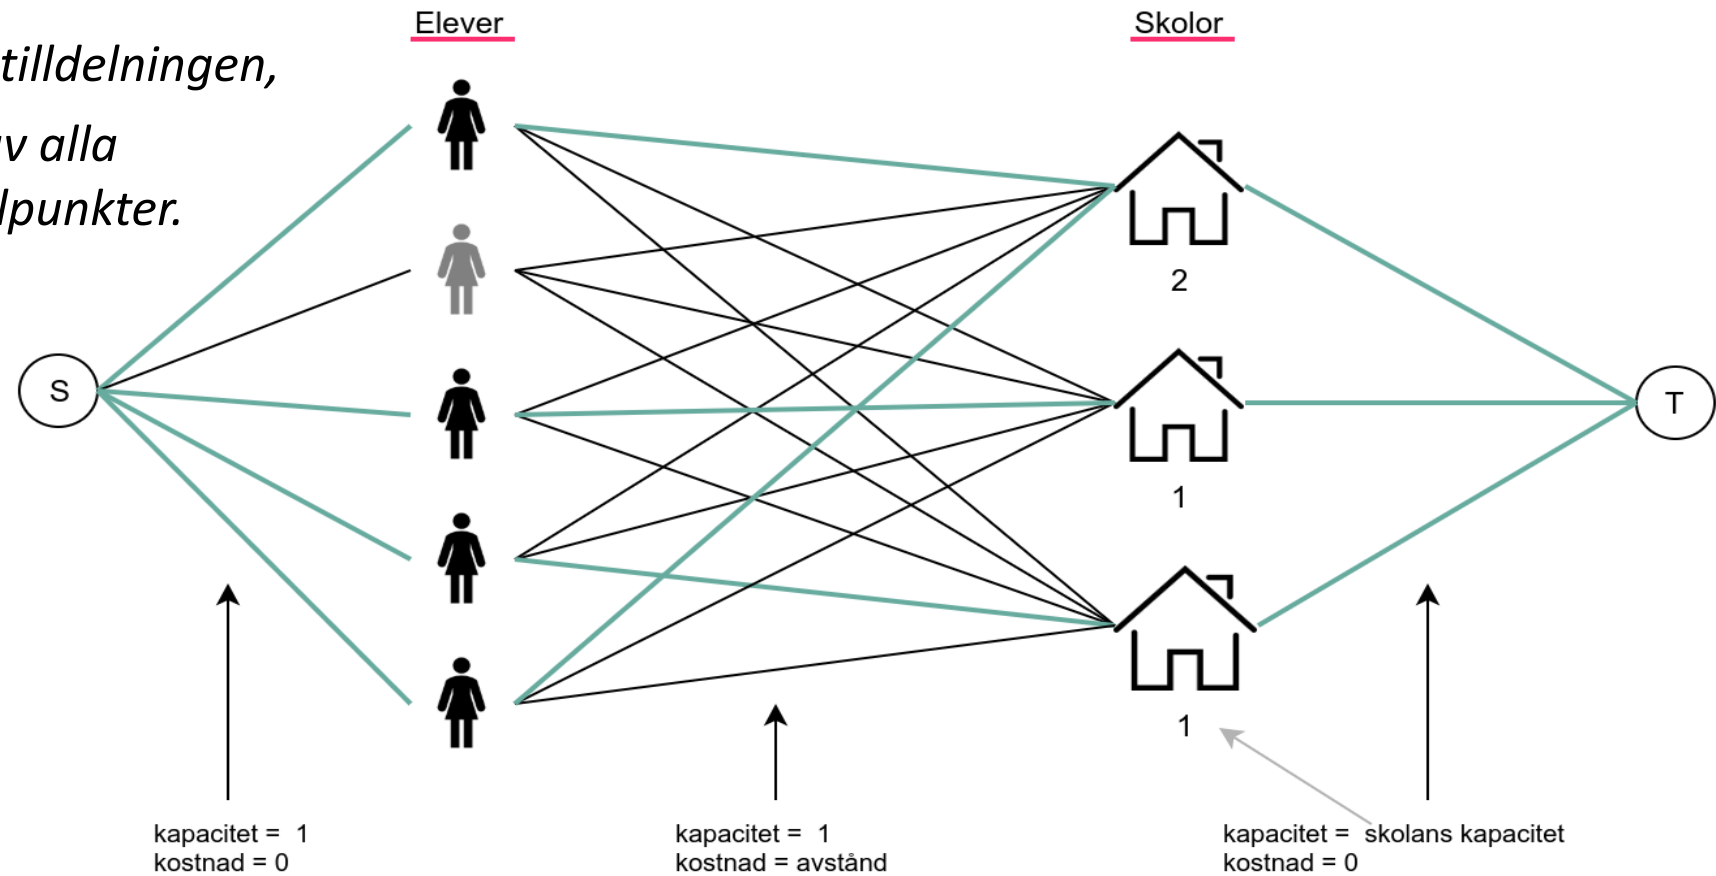 Elever
Skolor
tilldelningen,
alla
punkter.
S
T
2
1
1
kapacitet = 1
kostnad = 0
kapacitet = 1
kostnad = avstånd
kapacitet = skolans kapacitet
kostnad = 0